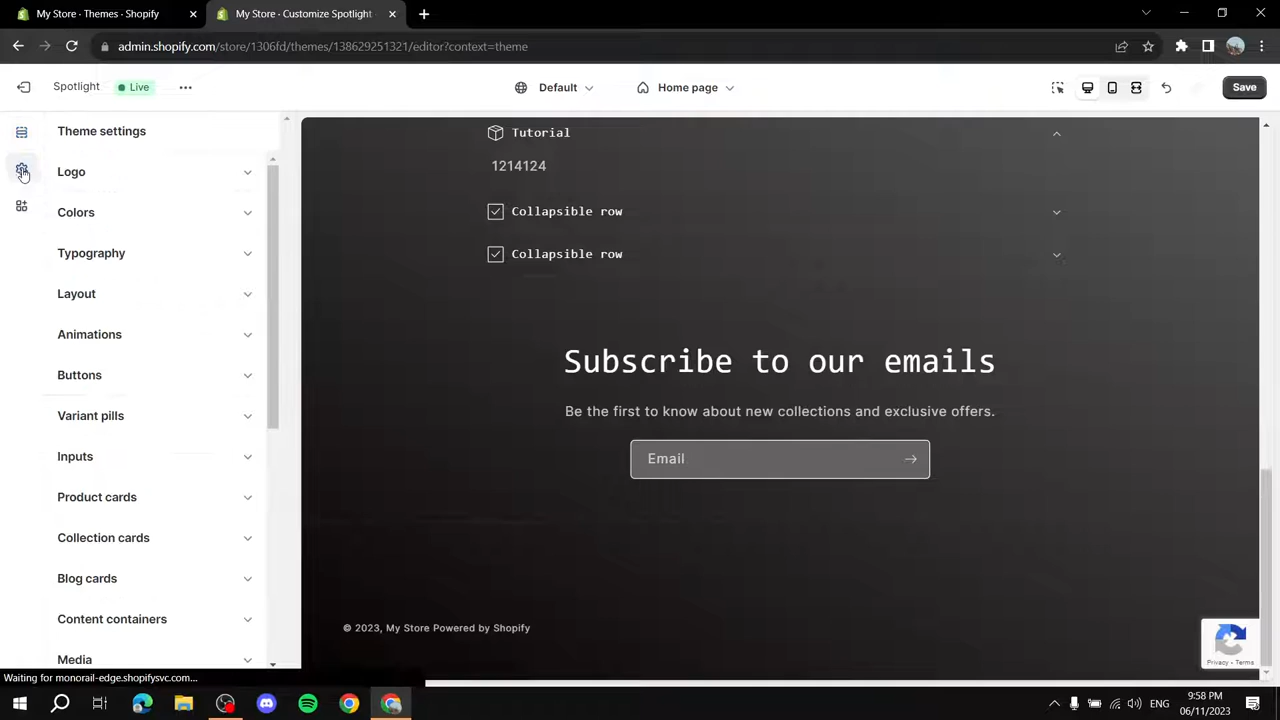 My Store - Themes - Shopify
My Store - Customize Spotlight
admin.shopify.com/store/1306fd/themes/138629251321/editor?context=theme
Spotlight
Live
Default
Home page
Save
Theme settings
Logo
Colors
Typography
Layout
Animations
Buttons
Variant pills
Inputs
Product cards
Collection cards
Blog cards
Content containers
Media
Tutorial
1214124
Collapsible row
Collapsible row
Subscribe to our emails
Be the first to know about new collections and exclusive offers.
Email
© 2023, My Store Powered by Shopify
Privacy - Terms
Waiting for monorail-edge.shopifysvc.com...
ENG
9:58 PM
06/11/2023